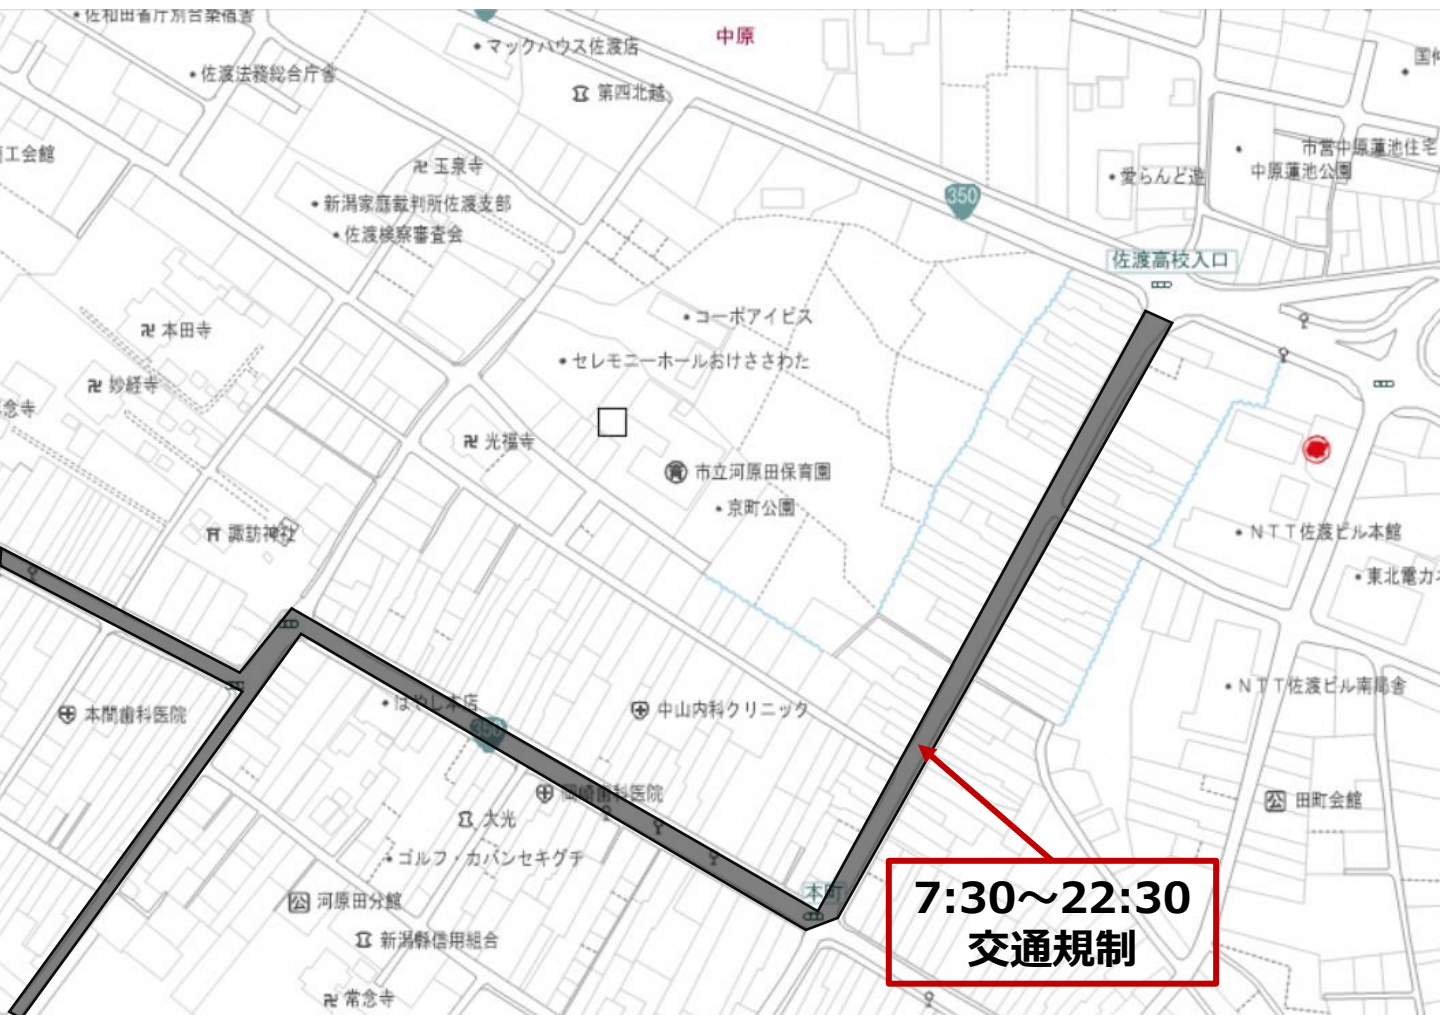 佐和田省庁別合築宿舎
マックハウス佐渡店
中原
佐渡法務総合庁舎
第四北越
工会館
玉泉寺
市営中原蓮池住宅
中原蓮池公園
愛らんど遊
新潟家庭裁判所佐渡支部
佐渡検察審査会
350
佐渡高校入口
コーポアイビス
本田寺
セレモニーホールおけささわた
妙経寺
念寺
光福寺
市立河原田保育園
京町公園
諏訪神社
NTT佐渡ビル本館
東北電力ネ
NTT佐渡ビル南局舎
はやし本店
本間歯科医院
中山内科クリニック
350
岡崎歯科医院
田町会館
大光
ゴルフ・カバンセキグチ
本町
河原田分館
新潟縣信用組合
常念寺
7:30~22:30
交通規制